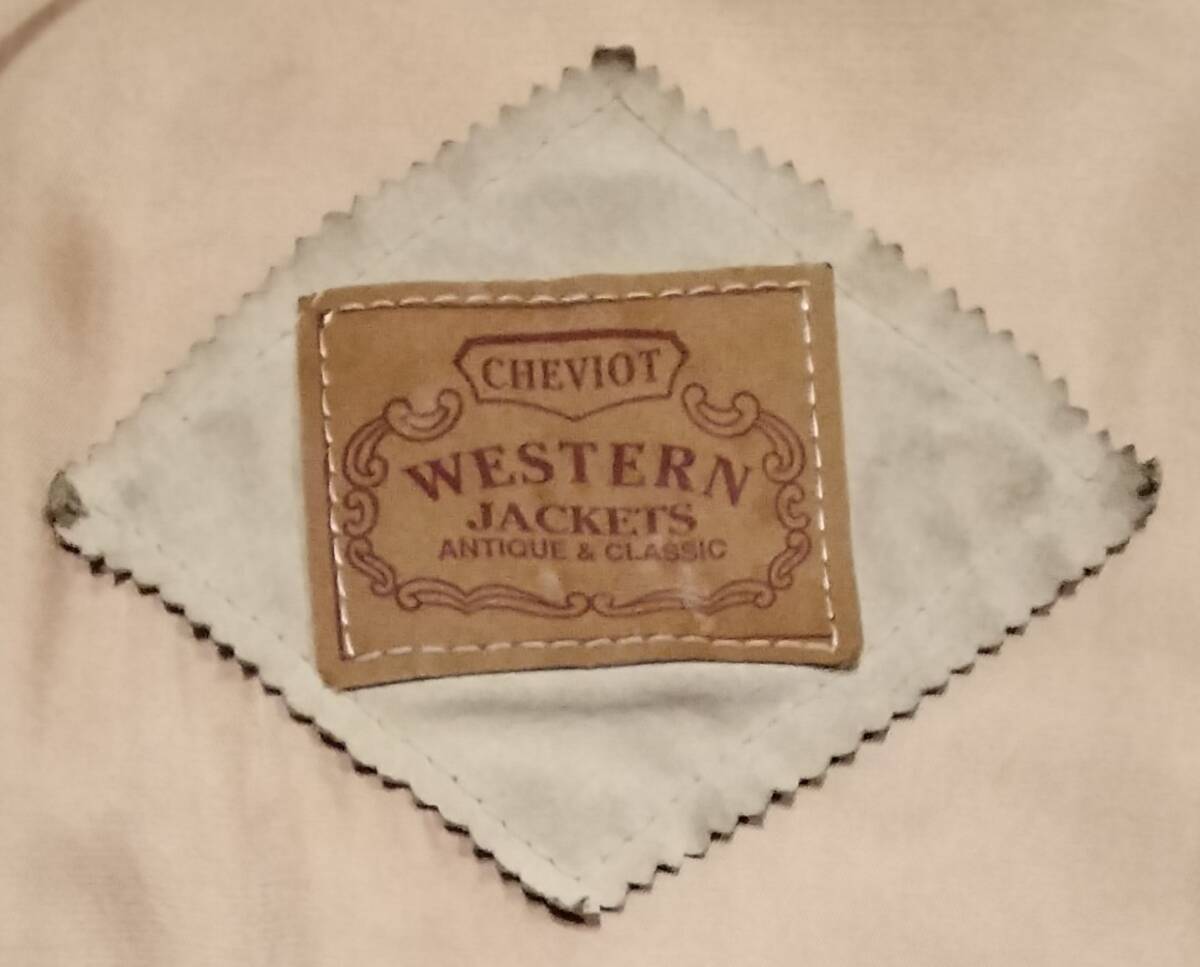 CHEVIOT
WESTERN
JACKETS
ANTIQUE & CLASSIC